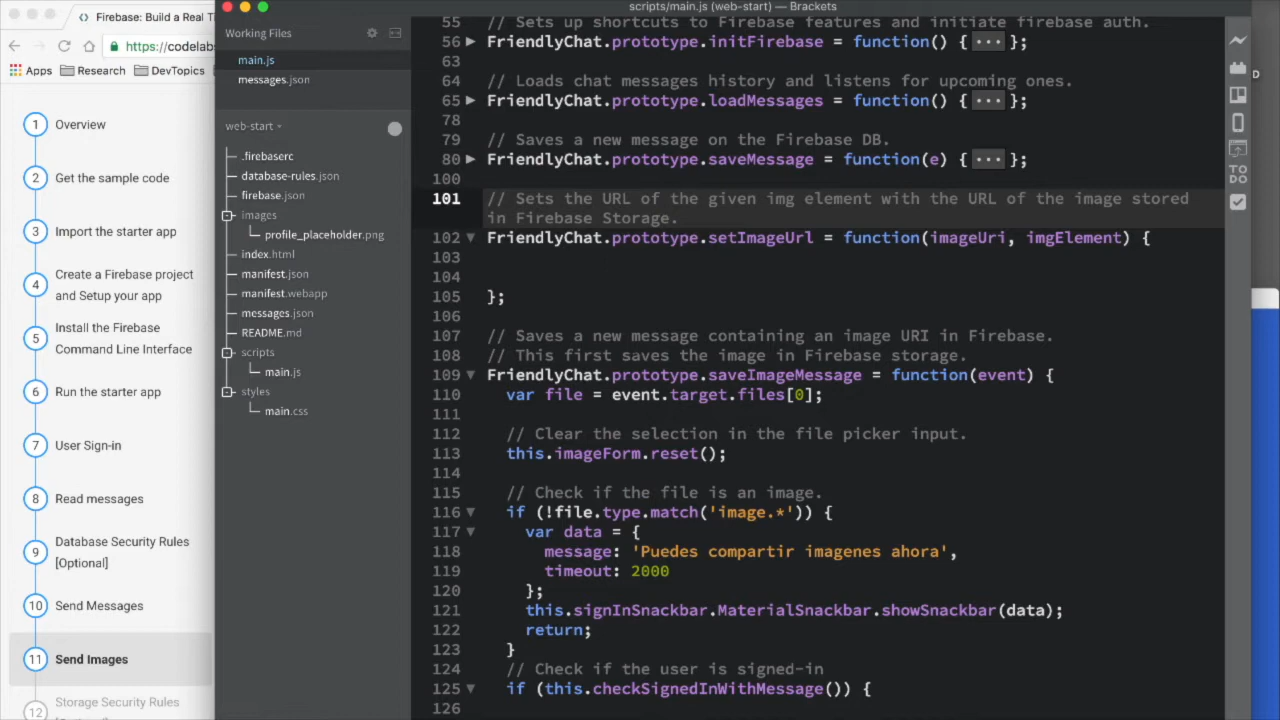 scripts/main.js (web-start) — Brackets
Firebase: Build a Real Ti
https://codelabs
Apps Research DevTopics
1 Overview
2 Get the sample code
3 Import the starter app
4 Create a Firebase project
and Setup your app
5 Install the Firebase
Command Line Interface
6 Run the starter app
7 User Sign-in
8 Read messages
9 Database Security Rules
[Optional]
10 Send Messages
11 Send Images
12 Storage Security Rules
Working Files
main.js
messages.json
web-start
.firebaserc
database-rules.json
firebase.json
images
profile_placeholder.png
index.html
manifest.json
manifest.webapp
messages.json
README.md
scripts
main.js
styles
main.css
55 // Sets up shortcuts to Firebase features and initiate firebase auth.
56 FriendlyChat.prototype.initFirebase = function() { ... };
63
64 // Loads chat messages history and listens for upcoming ones.
65 FriendlyChat.prototype.loadMessages = function() { ... };
78
79 // Saves a new message on the Firebase DB.
80 FriendlyChat.prototype.saveMessage = function(e) { ... };
100
101 // Sets the URL of the given img element with the URL of the image stored
in Firebase Storage.
102 FriendlyChat.prototype.setImageUrl = function(imageUri, imgElement) {
103
104
105 };
106
107 // Saves a new message containing an image URI in Firebase.
108 // This first saves the image in Firebase storage.
109 FriendlyChat.prototype.saveImageMessage = function(event) {
110 var file = event.target.files[0];
111
112 // Clear the selection in the file picker input.
113 this.imageForm.reset();
114
115 // Check if the file is an image.
116 if (!file.type.match('image.*')) {
117 var data = {
118 message: 'Puedes compartir imagenes ahora',
119 timeout: 2000
120 };
121 this.signInSnackbar.MaterialSnackbar.showSnackbar(data);
122 return;
123 }
124 // Check if the user is signed-in
125 if (this.checkSignedInWithMessage()) {
126
TO
DO
D